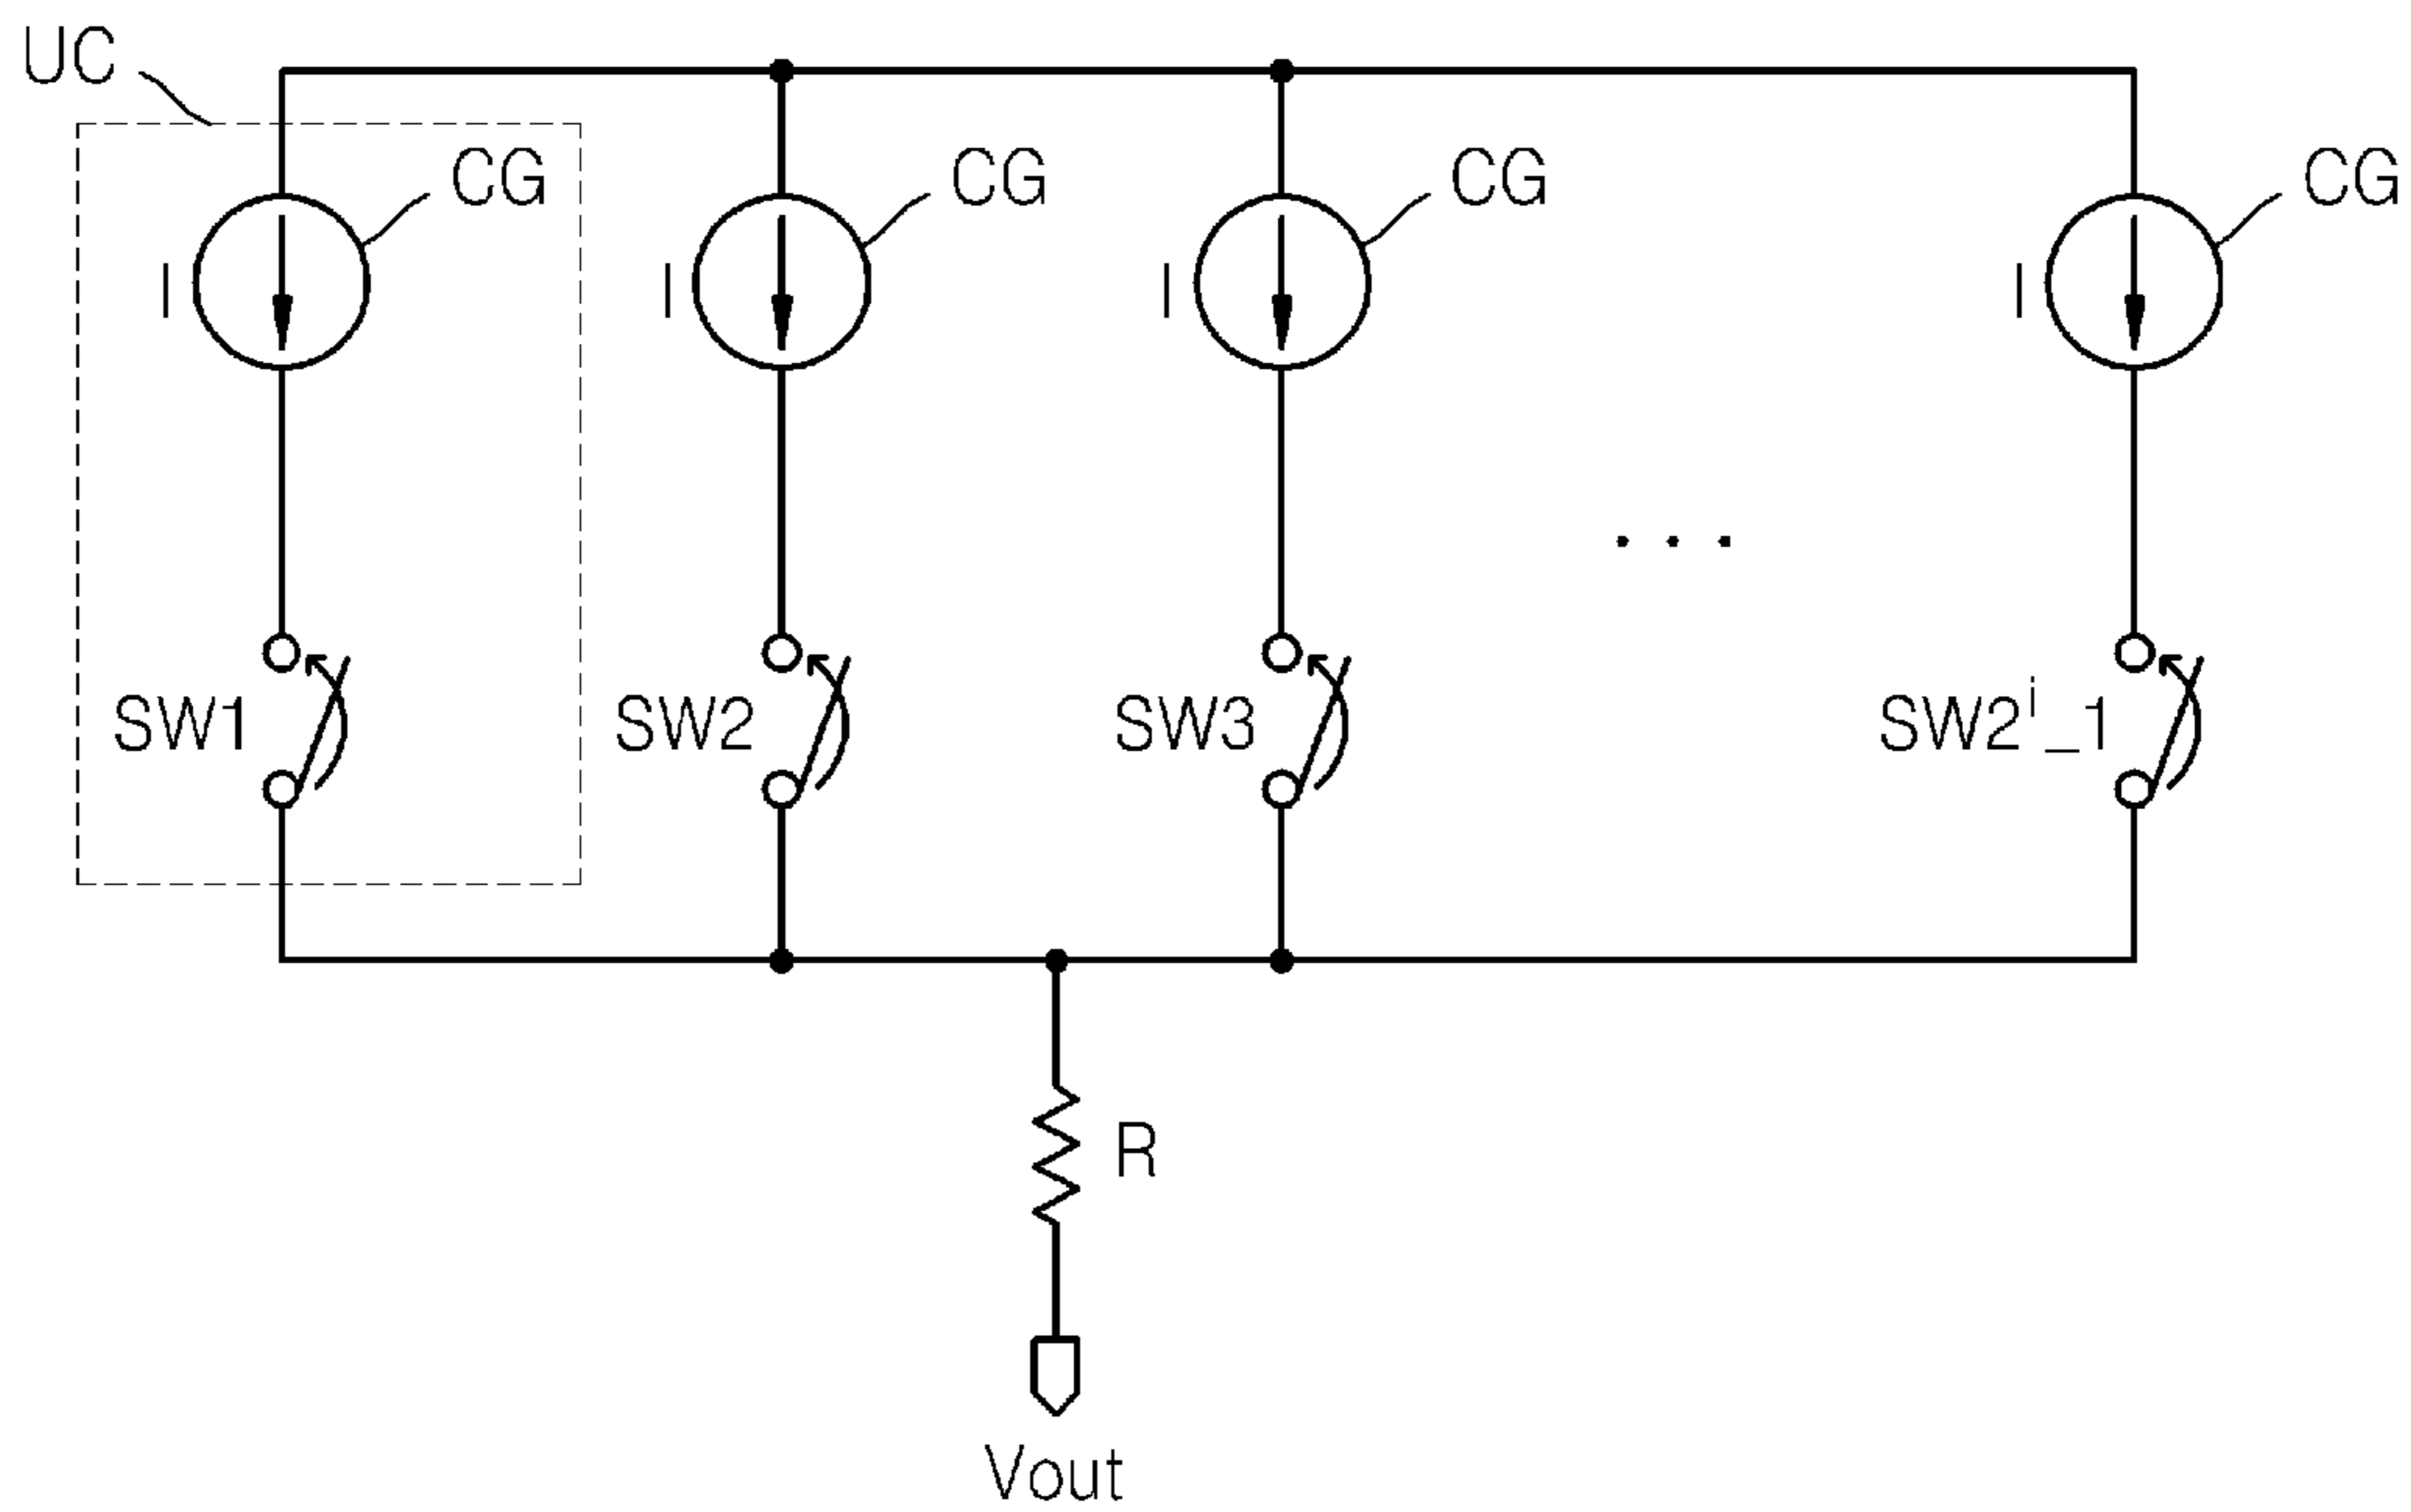 UC
CG CG CG CG
I I I I
SW1 SW2 SW3 SW2ⁱ_1
R
Vout